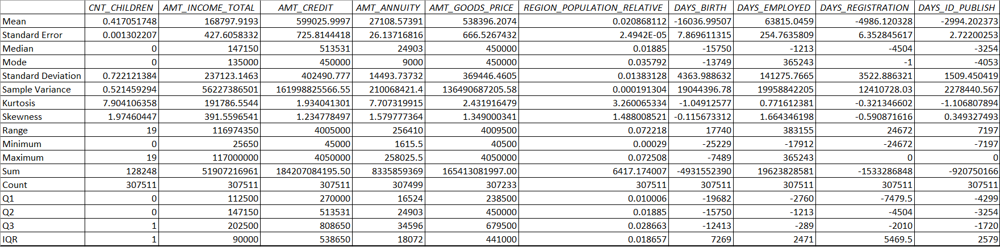 CNT_CHILDREN AMT_INCOME_TOTAL AMT_CREDIT AMT_ANNUITY AMT_GOODS_PRICE REGION_POPULATION_RELATIVE DAYS_BIRTH DAYS_EMPLOYED DAYS_REGISTRATION DAYS_ID_PUBLISH
Mean 0.417051748 168797.9193 599025.9997 27108.57391 538396.2074 0.020868112 -16036.99507 63815.0459 -4986.120328 -2994.202373
Standard Error 0.001302207 427.6058332 725.8144418 26.13716816 666.5267432 2.4942E-05 7.869611315 254.7635809 6.352845617 2.72200253
Median 0 147150 513531 24903 450000 0.01885 -15750 -1213 -4504 -3254
Mode 0 135000 450000 9000 450000 0.035792 -13749 365243 -1 -4053
Standard Deviation 0.722121384 237123.1463 402490.777 14493.73732 369446.4605 0.01383128 4363.988632 141275.7665 3522.886321 1509.450419
Sample Variance 0.521459294 56227386501 161998825566.55 210068421.4 136490687205.58 0.000191304 19044396.78 19958842205 12410728.03 2278440.567
Kurtosis 7.904106358 191786.5544 1.934041301 7.707319915 2.431916479 3.260065334 -1.04912577 0.771612381 -0.321346602 -1.106807894
Skewness 1.97460447 391.5596541 1.234778497 1.579777364 1.349000341 1.488008521 -0.115673312 1.664346198 -0.590871616 0.349327493
Range 19 116974350 4005000 256410 4009500 0.072218 17740 383155 24672 7197
Minimum 0 25650 45000 1615.5 40500 0.00029 -25229 -17912 -24672 -7197
Maximum 19 117000000 4050000 258025.5 4050000 0.072508 -7489 365243 0 0
Sum 128248 51907216961 184207084195.50 8335859369 165413081997.00 6417.174007 -4931552390 19623828581 -1533286848 -920750166
Count 307511 307511 307511 307499 307233 307511 307511 307511 307511 307511
Q1 0 112500 270000 16524 238500 0.010006 -19682 -2760 -7479.5 -4299
Q2 0 147150 513531 24903 450000 0.01885 -15750 -1213 -4504 -3254
Q3 1 202500 808650 34596 679500 0.028663 -12413 -289 -2010 -1720
IQR 1 90000 538650 18072 441000 0.018657 7269 2471 5469.5 2579